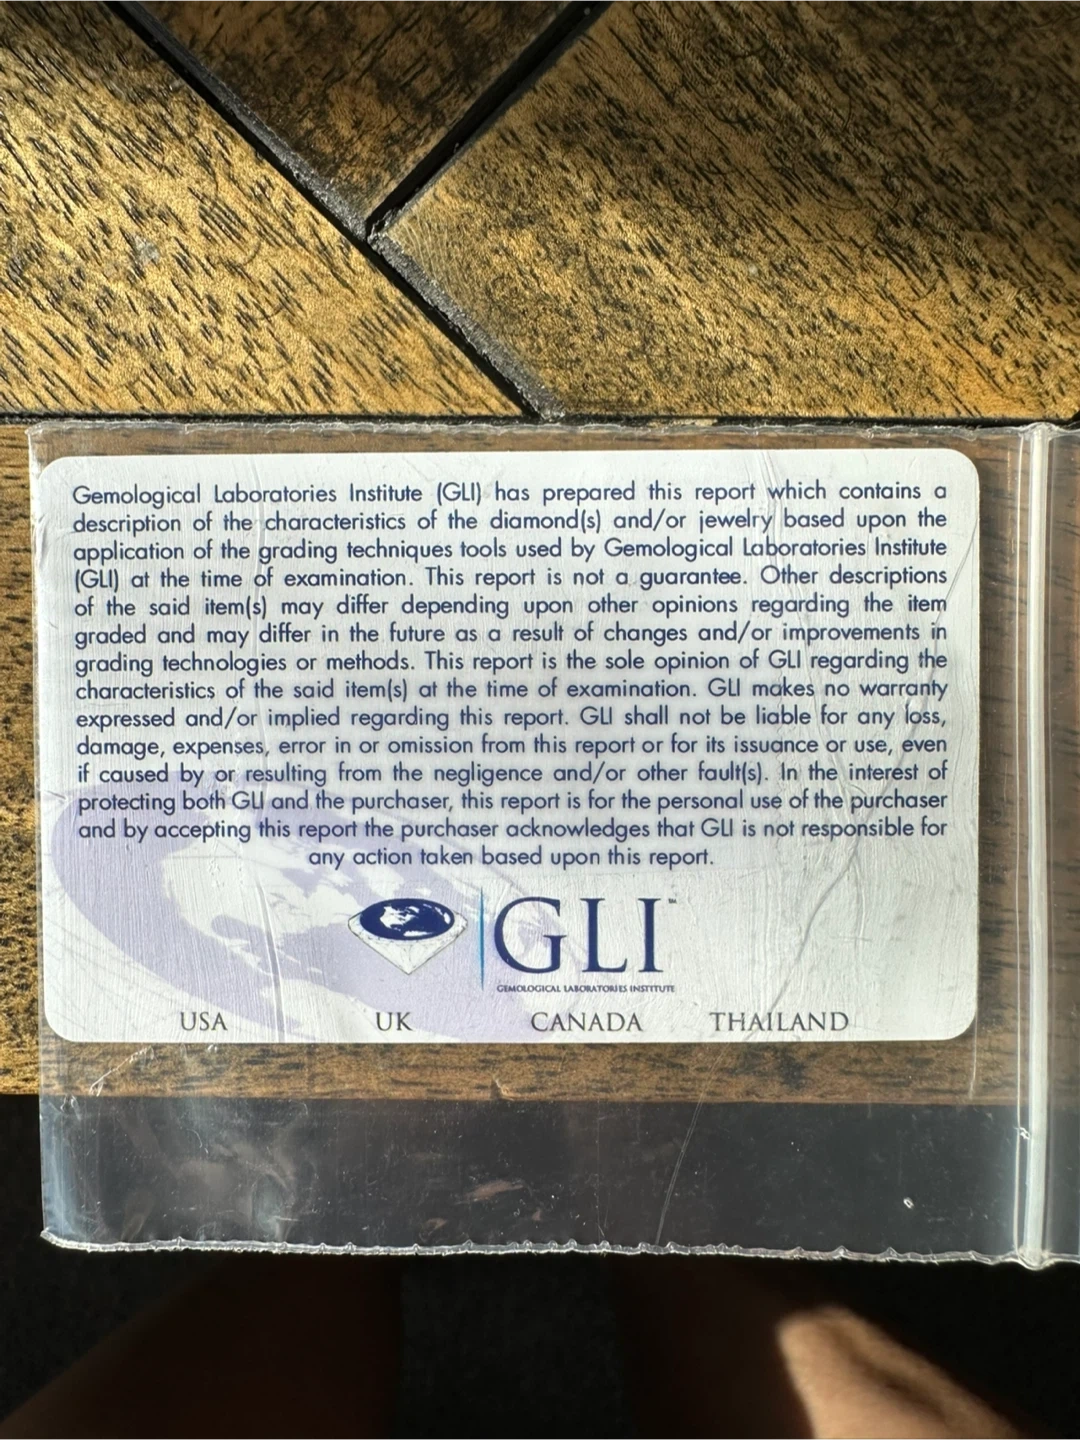 Gemological Laboratories Institute (GLI) has prepared this report which contains a
description of the characteristics of the diamond(s) and/or jewelry based upon the
application of the grading techniques tools used by Gemological Laboratories Institute
(GLI) at the time of examination. This report is not a guarantee. Other descriptions
of the said item(s) may differ depending upon other opinions regarding the item
graded and may differ in the future as a result of changes and/or improvements in
grading technologies or methods. This report is the sole opinion of GLI regarding the
characteristics of the said item(s) at the time of examination. GLI makes no warranty
expressed and/or implied regarding this report. GLI shall not be liable for any loss,
damage, expenses, error in or omission from this report or for its issuance or use, even
if caused by or resulting from the negligence and/or other fault(s). In the interest of
protecting both GLI and the purchaser, this report is for the personal use of the purchaser
and by accepting this report the purchaser acknowledges that GLI is not responsible for
any action taken based upon this report.
GLI™
GEMOLOGICAL LABORATORIES INSTITUTE
USA UK CANADA THAILAND